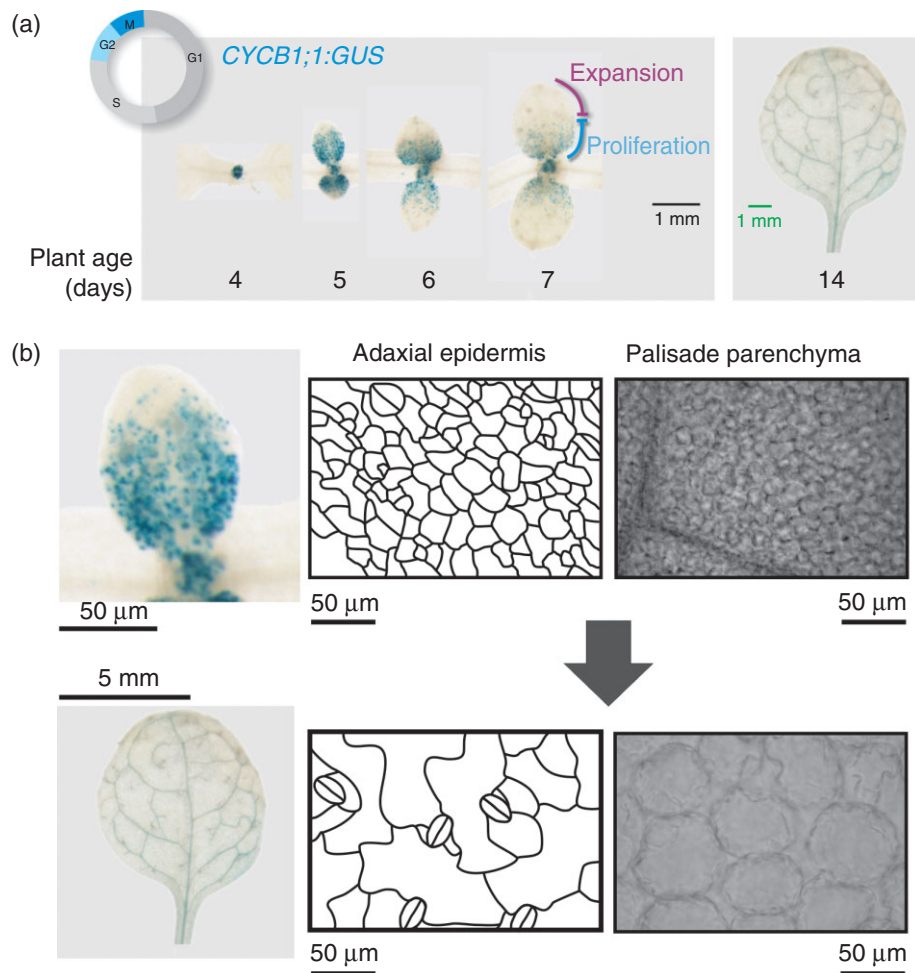 (a)
M
G2
G1
S
CYCB1;1:GUS
Expansion
Proliferation
1 mm
1 mm
Plant age
(days)
4
5
6
7
14
(b)
Adaxial epidermis
Palisade parenchyma
50 μm
50 μm
50 μm
5 mm
50 μm
50 μm